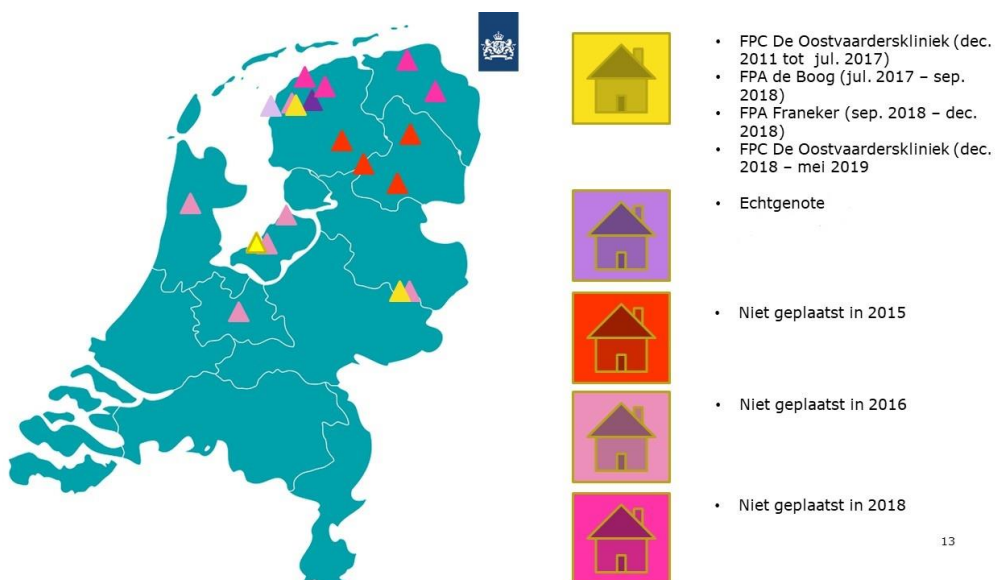 • FPC De Oostvaarderskliniek (dec.
2011 tot jul. 2017)
• FPA de Boog (jul. 2017 – sep.
2018)
• FPA Franeker (sep. 2018 – dec.
2018)
• FPC De Oostvaarderskliniek (dec.
2018 – mei 2019
• Echtgenote
• Niet geplaatst in 2015
• Niet geplaatst in 2016
• Niet geplaatst in 2018
13